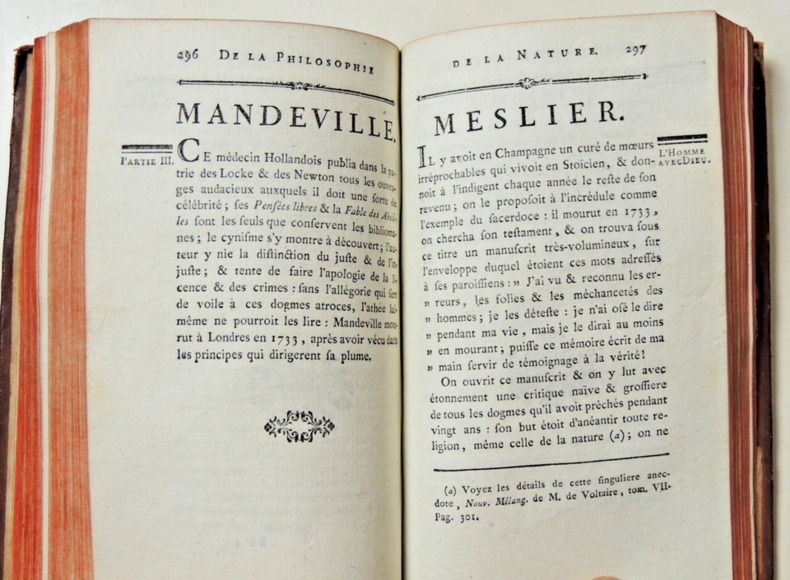 296 DE LA PHILOSOPHIE
MANDEVILLE.
PARTIE III.
CE médecin Hollandois publia dans la pa-
trie des Locke & des Newton tous les ouvra-
ges audacieux auxquels il doit une sorte de
célébrité ; ses Pensées libres & la Fable des Abeil-
les sont les seuls que conservent les biblioma-
nes ; le cynisme s'y montre à découvert ; l'au-
teur y nie la distinction du juste & de l'in-
juste ; & tente de faire l'apologie de la li-
cence & des crimes : sans l'allégorie qui sert
de voile à ces dogmes atroces, l'athée lui-
même ne pourroit les lire : Mandeville mou-
rut à Londres en 1733 , après avoir vécu dans
les principes qui dirigerent sa plume.
DE LA NATURE. 297
MESLIER.
L'HOMME
AVEC DIEU.
IL y avoit en Champagne un curé de mœurs
irréprochables qui vivoit en Stoicien, & don-
noit à l'indigent chaque année le reste de son
revenu ; on le proposoit à l'incrédule comme
l'exemple du sacerdoce : il mourut en 1733 ,
on chercha son testament , & on trouva sous
ce titre un manuscrit très-volumineux , sur
l'enveloppe duquel étoient ces mots adressés
à ses paroissiens : » J'ai vu & reconnu les er-
» reurs , les folies & les méchancetés des
» hommes ; je les déteste : je n'ai osé le dire
» pendant ma vie , mais je le dirai au moins
» en mourant ; puisse ce mémoire écrit de ma
» main servir de témoignage à la vérité !
On ouvrit ce manuscrit & on y lut avec
étonnement une critique naïve & grossiere
de tous les dogmes qu'il avoit prêchés pendant
vingt ans : son but étoit d'anéantir toute re-
ligion , même celle de la nature (a) ; on ne
(a) Voyez les détails de cette singuliere anec-
dote , Nouv. Mélang. de M. de Voltaire , tom. VII.
Pag. 301.